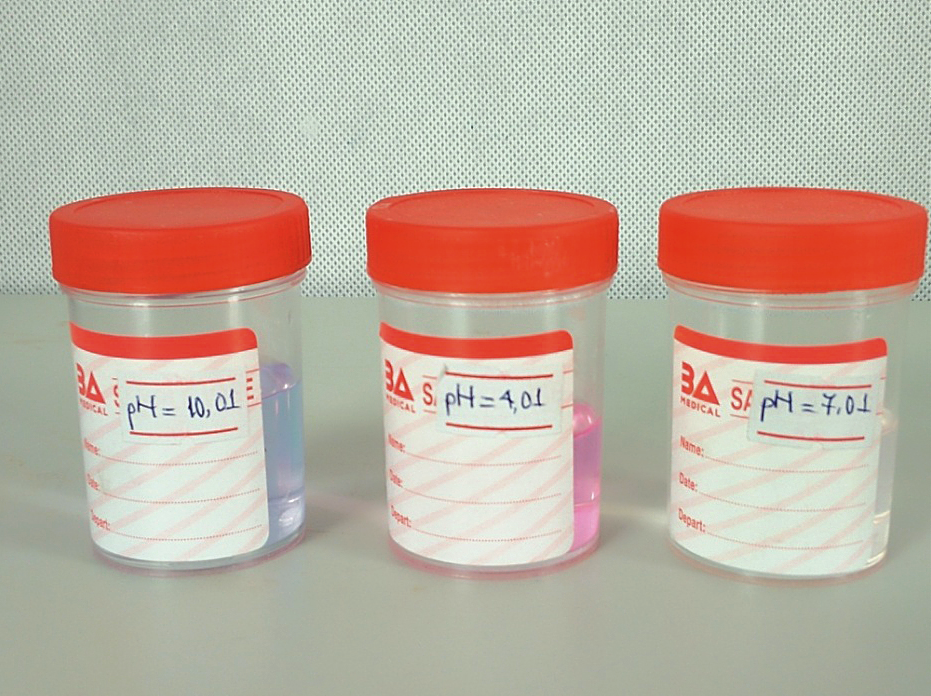 BA
MEDICAL
S
E
pH = 10,01
Name:
Date:
Depart:
BA
MEDICAL
SA
pH = 4,01
Name:
Date:
Depart:
BA
MEDICAL
SA
pH = 7,01
Name:
Date:
Depart: